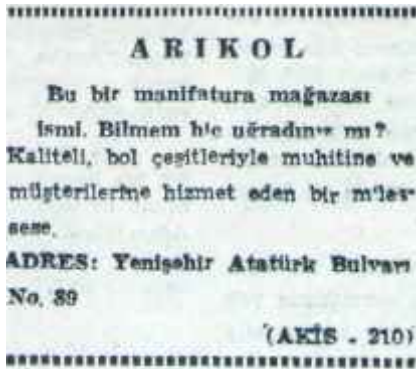 ARIKOL
Bu bir manifatura mağazası
ismi. Bilmem hiç uğradınız mı?
Kaliteli, bol çeşitleriyle muhitine ve
müşterilerine hizmet eden bir mües-
sese.
ADRES: Yenişehir Atatürk Bulvarı
No. 89
(AKİS - 210)